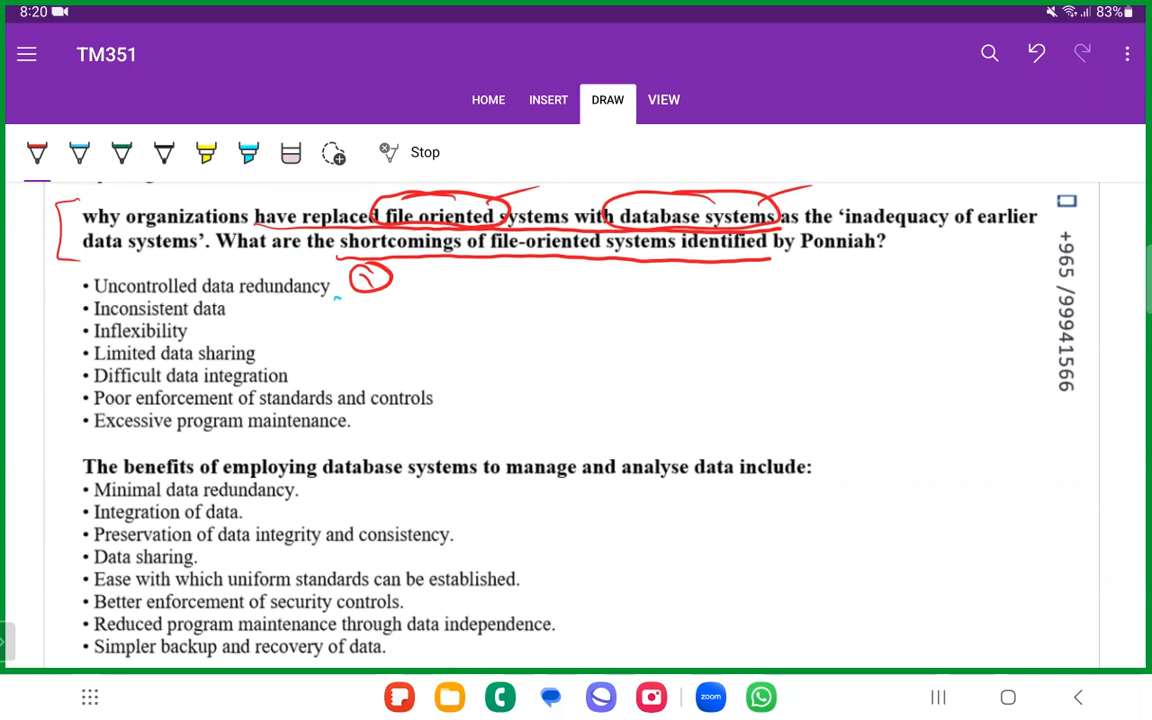 8:20
83%
TM351
HOME INSERT DRAW VIEW
Stop
why organizations have replaced file oriented systems with database systems as the ‘inadequacy of earlier
data systems’. What are the shortcomings of file-oriented systems identified by Ponniah?
• Uncontrolled data redundancy
• Inconsistent data
• Inflexibility
• Limited data sharing
• Difficult data integration
• Poor enforcement of standards and controls
• Excessive program maintenance.
The benefits of employing database systems to manage and analyse data include:
• Minimal data redundancy.
• Integration of data.
• Preservation of data integrity and consistency.
• Data sharing.
• Ease with which uniform standards can be established.
• Better enforcement of security controls.
• Reduced program maintenance through data independence.
• Simpler backup and recovery of data.
+965 /99941566
zoom